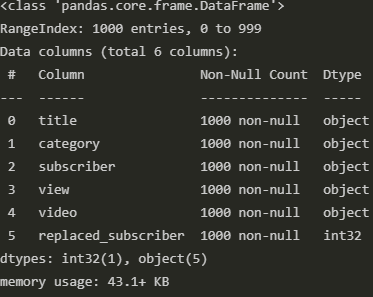 <class 'pandas.core.frame.DataFrame'>
RangeIndex: 1000 entries, 0 to 999
Data columns (total 6 columns):
 #   Column               Non-Null Count  Dtype
---  ------               --------------  -----
 0   title                1000 non-null   object
 1   category             1000 non-null   object
 2   subscriber           1000 non-null   object
 3   view                 1000 non-null   object
 4   video                1000 non-null   object
 5   replaced_subscriber  1000 non-null   int32
dtypes: int32(1), object(5)
memory usage: 43.1+ KB